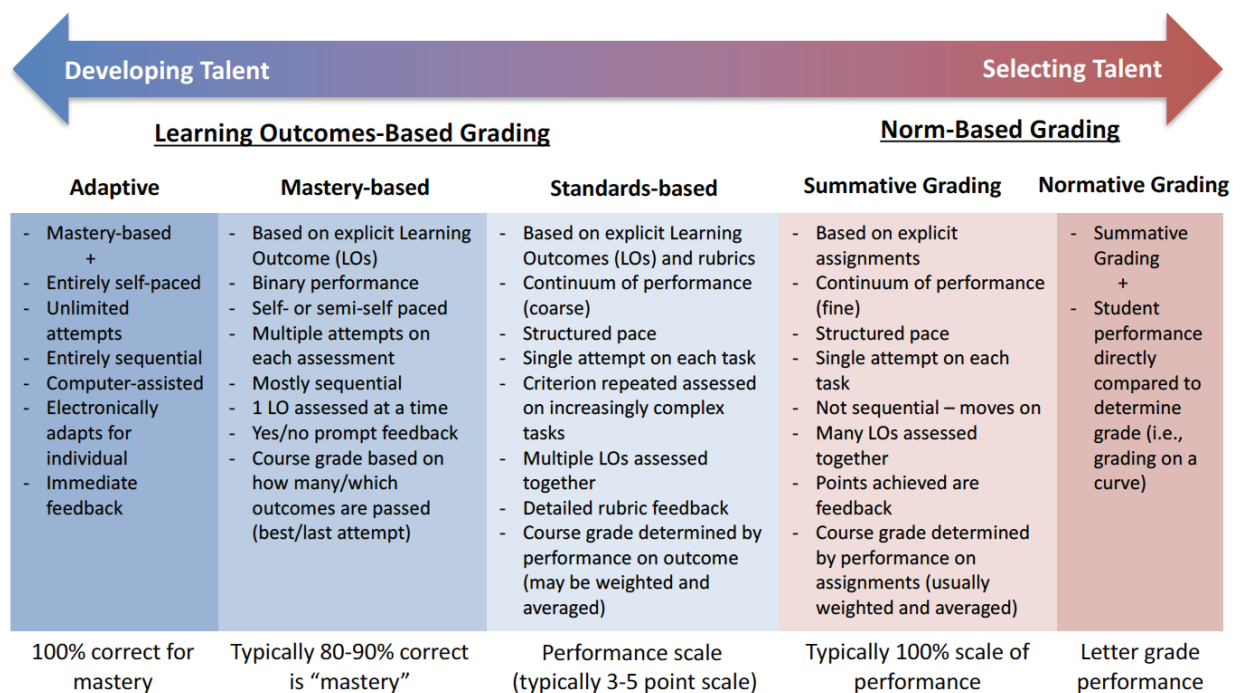 Developing Talent
Selecting Talent
Learning Outcomes-Based Grading
Norm-Based Grading
Adaptive
- Mastery-based
+
- Entirely self-paced
- Unlimited
attempts
- Entirely sequential
- Computer-assisted
- Electronically
adapts for
individual
- Immediate
feedback
100% correct for
mastery
Mastery-based
- Based on explicit Learning
Outcome (LOs)
- Binary performance
- Self- or semi-self paced
- Multiple attempts on
each assessment
- Mostly sequential
- 1 LO assessed at a time
- Yes/no prompt feedback
- Course grade based on
how many/which
outcomes are passed
(best/last attempt)
Typically 80-90% correct
is “mastery”
Standards-based
- Based on explicit Learning
Outcomes (LOs) and rubrics
- Continuum of performance
(coarse)
- Structured pace
- Single attempt on each task
- Criterion repeated assessed
on increasingly complex
tasks
- Multiple LOs assessed
together
- Detailed rubric feedback
- Course grade determined by
performance on outcome
(may be weighted and
averaged)
Performance scale
(typically 3-5 point scale)
Summative Grading
- Based on explicit
assignments
- Continuum of performance
(fine)
- Structured pace
- Single attempt on each
task
- Not sequential – moves on
- Many LOs assessed
together
- Points achieved are
feedback
- Course grade determined
by performance on
assignments (usually
weighted and averaged)
Typically 100% scale of
performance
Normative Grading
- Summative
Grading
+
- Student
performance
directly
compared to
determine
grade (i.e.,
grading on a
curve)
Letter grade
performance